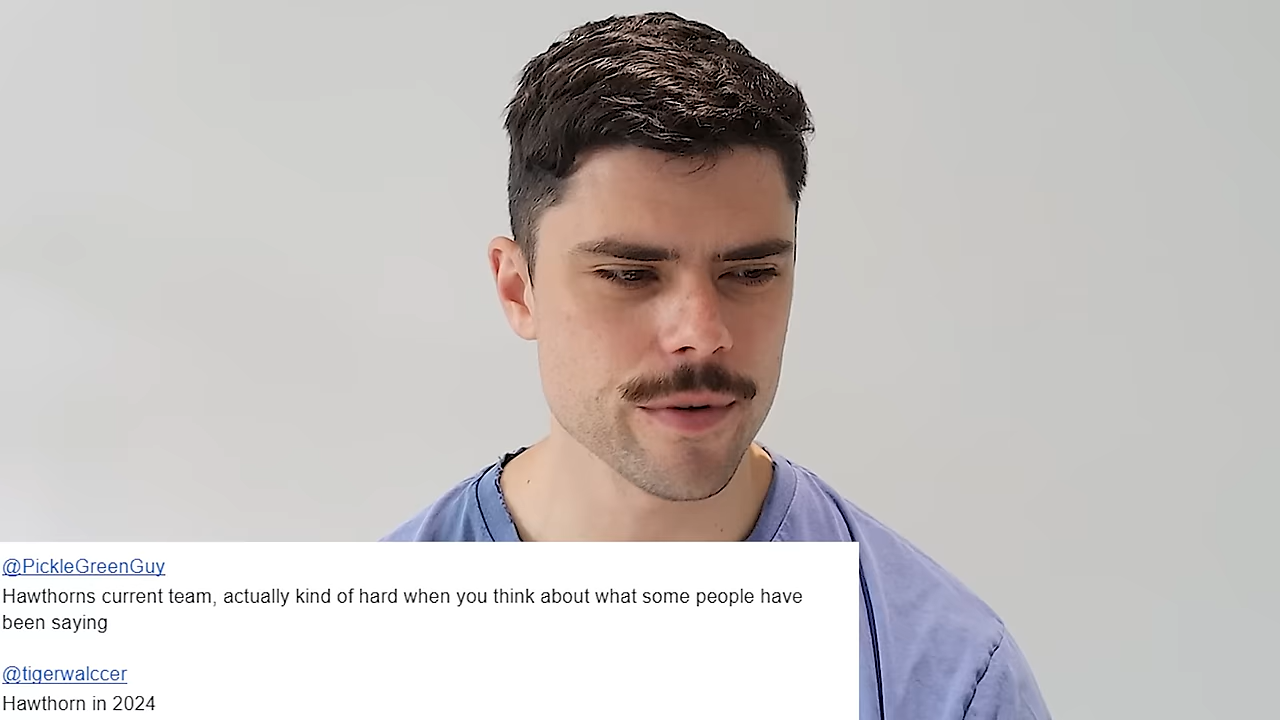 @PickleGreenGuy
Hawthorns current team, actually kind of hard when you think about what some people have
been saying
@tigerwalccer
Hawthorn in 2024